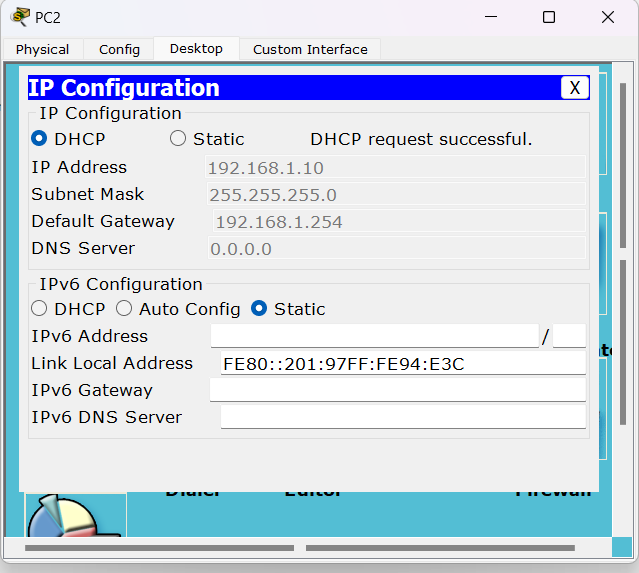 PC2
Physical Config Desktop Custom Interface
IP Configuration X
IP Configuration
DHCP Static DHCP request successful.
IP Address 192.168.1.10
Subnet Mask 255.255.255.0
Default Gateway 192.168.1.254
DNS Server 0.0.0.0
IPv6 Configuration
DHCP Auto Config Static
IPv6 Address /
Link Local Address FE80::201:97FF:FE94:E3C
IPv6 Gateway
IPv6 DNS Server
Dialer Editor Firewall